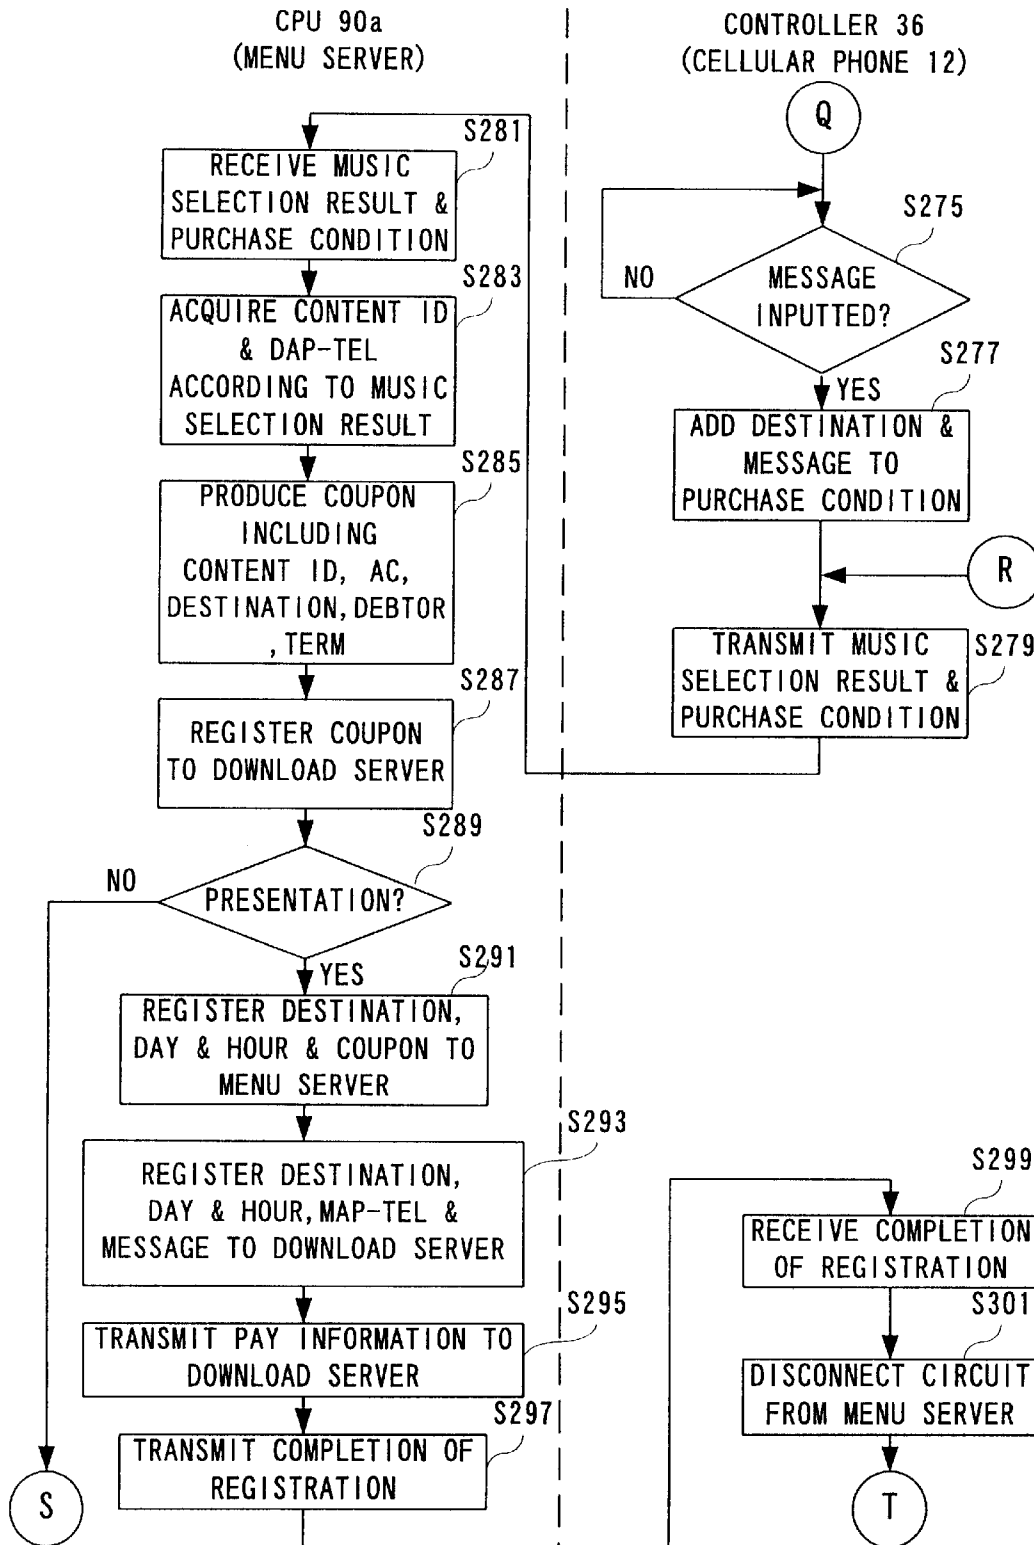 CPU 90a
(MENU SERVER)
S281
RECEIVE MUSIC
SELECTION RESULT &
PURCHASE CONDITION
S283
ACQUIRE CONTENT ID
& DAP-TEL
ACCORDING TO MUSIC
SELECTION RESULT
S285
PRODUCE COUPON
INCLUDING
CONTENT ID, AC,
DESTINATION, DEBTOR
, TERM
S287
REGISTER COUPON
TO DOWNLOAD SERVER
S289
PRESENTATION?
NO
YES
S291
REGISTER DESTINATION,
DAY & HOUR & COUPON TO
MENU SERVER
S293
REGISTER DESTINATION,
DAY & HOUR, MAP-TEL &
MESSAGE TO DOWNLOAD SERVER
S295
TRANSMIT PAY INFORMATION TO
DOWNLOAD SERVER
S297
TRANSMIT COMPLETION OF
REGISTRATION
S
CONTROLLER 36
(CELLULAR PHONE 12)
Q
S275
MESSAGE
INPUTTED?
NO
YES
S277
ADD DESTINATION &
MESSAGE TO
PURCHASE CONDITION
R
S279
TRANSMIT MUSIC
SELECTION RESULT &
PURCHASE CONDITION
S299
RECEIVE COMPLETION
OF REGISTRATION
S301
DISCONNECT CIRCUIT
FROM MENU SERVER
T